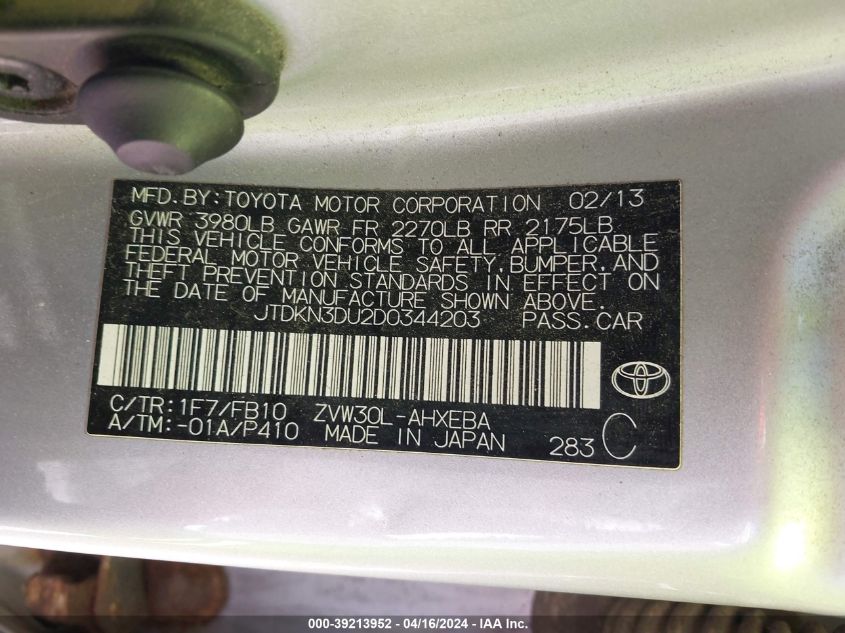 MFD.BY:TOYOTA MOTOR CORPORATION 02/13
GVWR 3980LB GAWR FR 2270LB RR 2175LB
THIS VEHICLE CONFORMS TO ALL APPLICABLE
FEDERAL MOTOR VEHICLE SAFETY,BUMPER,AND
THEFT PREVENTION STANDARDS IN EFFECT ON
THE DATE OF MANUFACTURE SHOWN ABOVE.
JTDKN3DU2D0344203 PASS.CAR
C/TR:1F7/FB10 ZVW30L-AHXEBA
A/TM:-01A/P410 MADE IN JAPAN 283 C
000-39213952 - 04/16/2024 - IAA Inc.